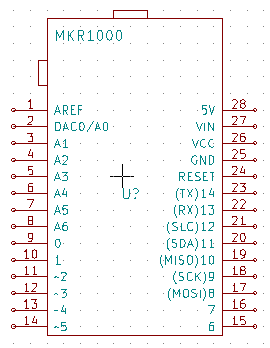 MKR1000
1 AREF 5V 28
2 DAC0/A0 VIN 27
3 A1 VCC 26
4 A2 GND 25
5 A3 RESET 24
6 A4 (TX)14 23
7 A5 (RX)13 22
8 A6 (SLC)12 21
9 0 (SDA)11 20
10 1 (MISO)10 19
11 ~2 (SCK)9 18
12 ~3 (MOSI)8 17
13 ~4 7 16
14 ~5 6 15
U?